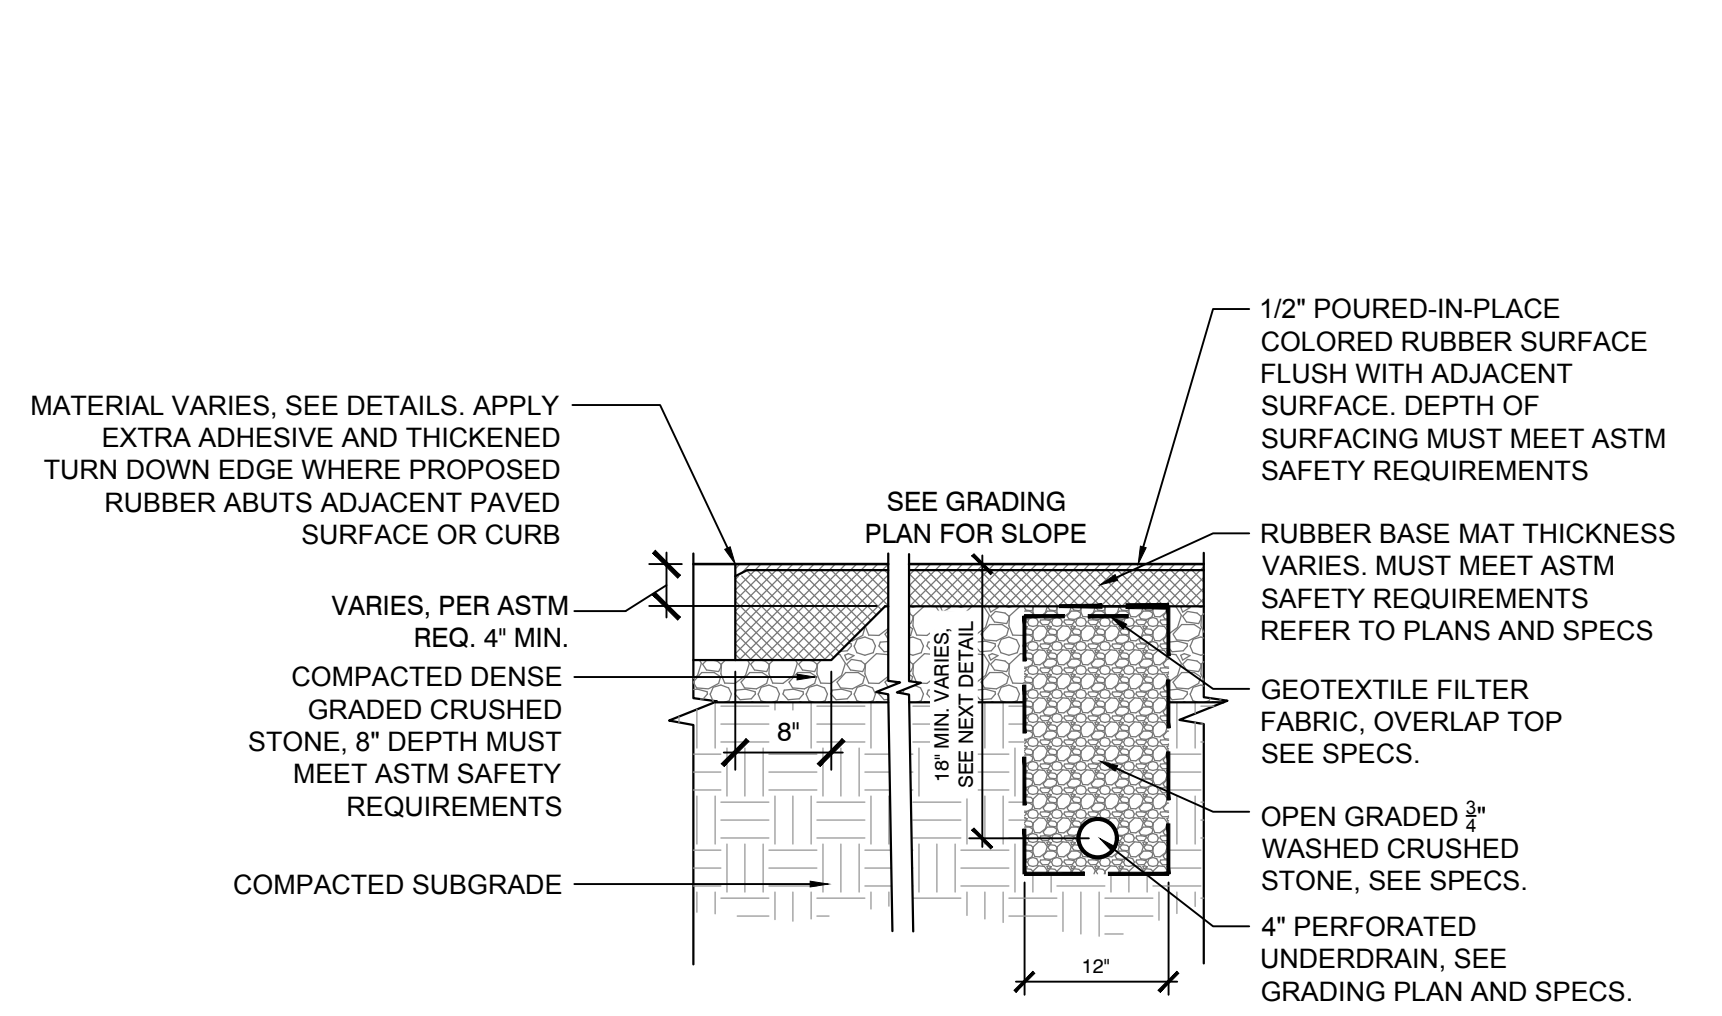 1/2" POURED-IN-PLACE
COLORED RUBBER SURFACE
FLUSH WITH ADJACENT
SURFACE. DEPTH OF
SURFACING MUST MEET ASTM
SAFETY REQUIREMENTS
MATERIAL VARIES, SEE DETAILS. APPLY
EXTRA ADHESIVE AND THICKENED
TURN DOWN EDGE WHERE PROPOSED
RUBBER ABUTS ADJACENT PAVED
SURFACE OR CURB
SEE GRADING
PLAN FOR SLOPE
RUBBER BASE MAT THICKNESS
VARIES. MUST MEET ASTM
SAFETY REQUIREMENTS
REFER TO PLANS AND SPECS
VARIES, PER ASTM
REQ. 4" MIN.
COMPACTED DENSE
GRADED CRUSHED
STONE, 8" DEPTH MUST
MEET ASTM SAFETY
REQUIREMENTS
8"
18" MIN. VARIES,
SEE NEXT DETAIL
GEOTEXTILE FILTER
FABRIC, OVERLAP TOP
SEE SPECS.
OPEN GRADED 3/4"
WASHED CRUSHED
STONE, SEE SPECS.
COMPACTED SUBGRADE
4" PERFORATED
UNDERDRAIN, SEE
GRADING PLAN AND SPECS.
12"